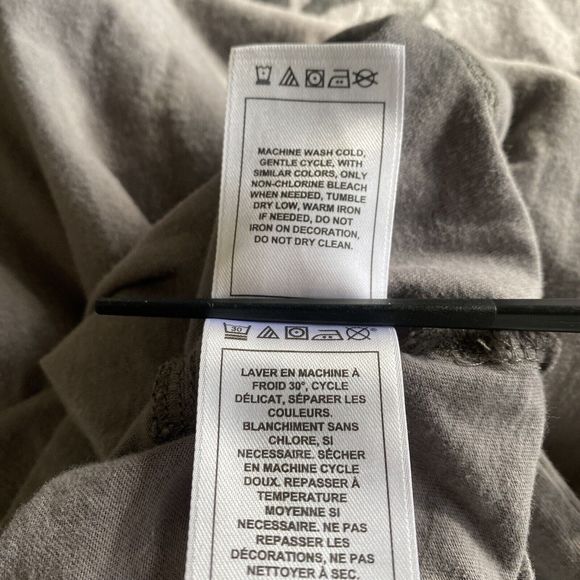 MACHINE WASH COLD,
GENTLE CYCLE, WITH
SIMILAR COLORS, ONLY
NON-CHLORINE BLEACH
WHEN NEEDED, TUMBLE
DRY LOW, WARM IRON
IF NEEDED, DO NOT
IRON ON DECORATION,
DO NOT DRY CLEAN.
30
LAVER EN MACHINE À
FROID 30°, CYCLE
DÉLICAT, SÉPARER LES
COULEURS.
BLANCHIMENT SANS
CHLORE, SI
NECESSAIRE. SÉCHER
EN MACHINE CYCLE
DOUX. REPASSER À
TEMPERATURE
MOYENNE SI
NECESSAIRE. NE PAS
REPASSER LES
DÉCORATIONS, NE PAS
NETTOYER À SEC.